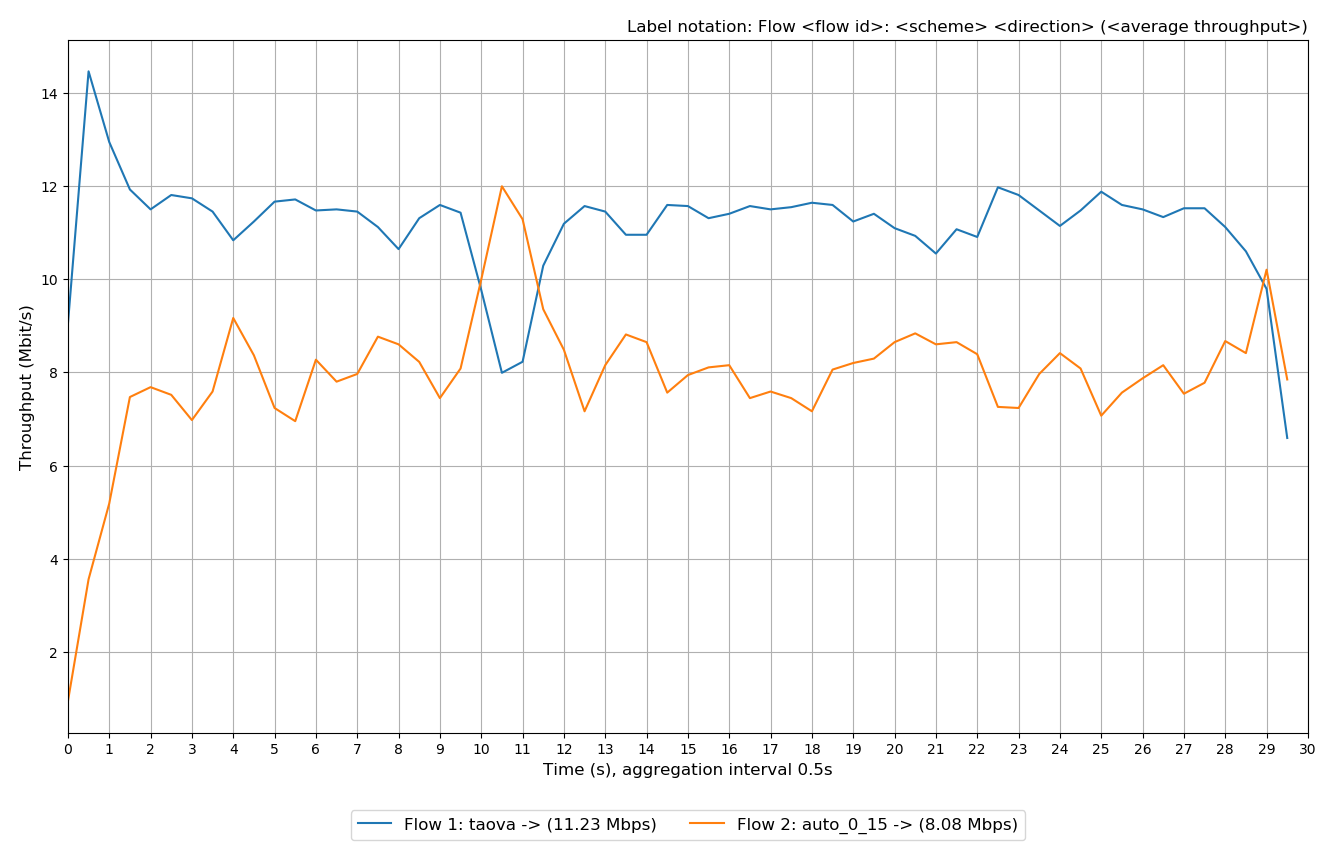 Label notation: Flow <flow id>: <scheme> <direction> (<average throughput>)
14
12
10
8
6
4
2
Throughput (Mbit/s)
0 1 2 3 4 5 6 7 8 9 10 11 12 13 14 15 16 17 18 19 20 21 22 23 24 25 26 27 28 29 30
Time (s), aggregation interval 0.5s
Flow 1: taova -> (11.23 Mbps) Flow 2: auto_0_15 -> (8.08 Mbps)